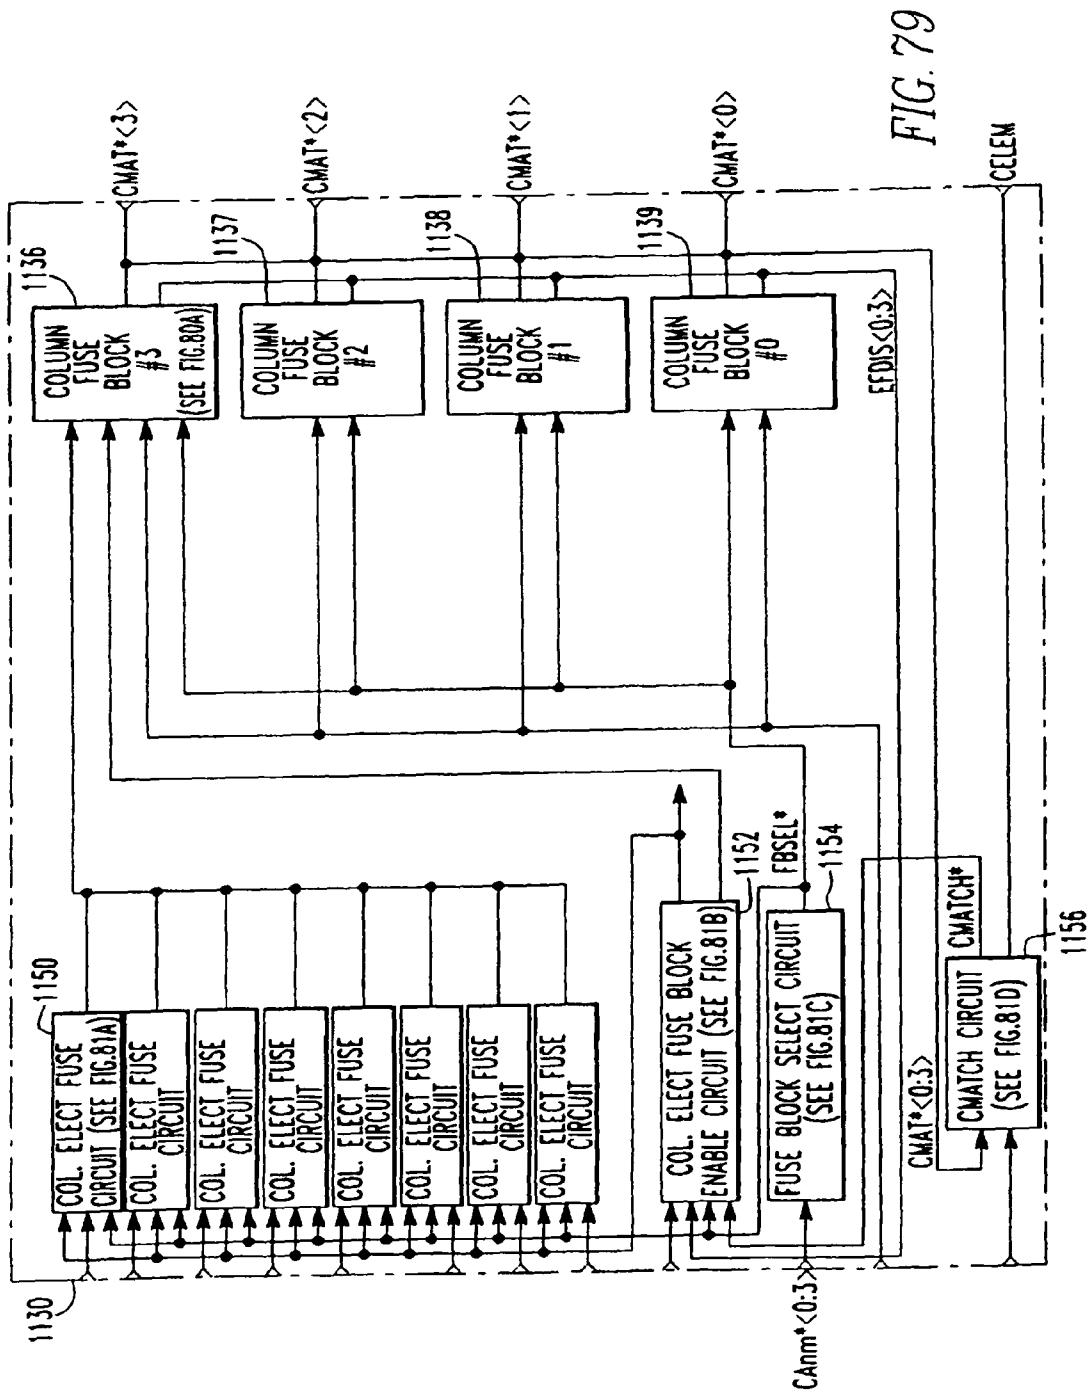 1130
1150
COL. ELECT FUSE
CIRCUIT (SEE FIG.81A)
COL. ELECT FUSE
CIRCUIT
COL. ELECT FUSE
CIRCUIT
COL. ELECT FUSE
CIRCUIT
COL. ELECT FUSE
CIRCUIT
COL. ELECT FUSE
CIRCUIT
COL. ELECT FUSE
CIRCUIT
COL. ELECT FUSE
CIRCUIT
COL. ELECT FUSE BLOCK
ENABLE CIRCUIT (SEE FIG.81B)
1152
FBSEL*
FUSE BLOCK SELECT CIRCUIT
(SEE FIG.81C)
1154
CAnm*<0:3>
CMAT*<0:3>
CMATCH*
CMATCH CIRCUIT
(SEE FIG.81D)
1156
1136
COLUMN
FUSE
BLOCK
#3
(SEE FIG.80A)
CMAT*<3>
1137
COLUMN
FUSE
BLOCK
#2
CMAT*<2>
1138
COLUMN
FUSE
BLOCK
#1
CMAT*<1>
1139
COLUMN
FUSE
BLOCK
#0
CMAT*<0>
EFDIS<0:3>
CELEM
FIG. 79